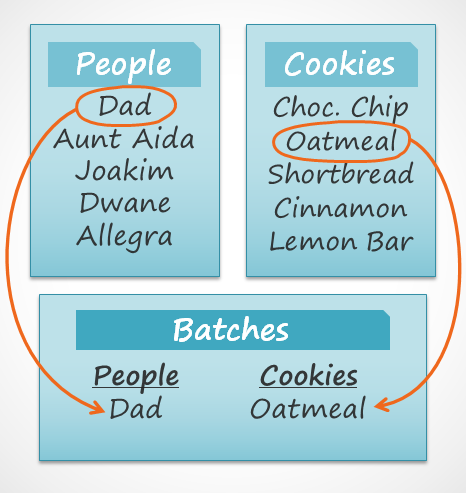 People
Dad
Aunt Aida
Joakim
Dwane
Allegra
Cookies
Choc. Chip
Oatmeal
Shortbread
Cinnamon
Lemon Bar
Batches
People Cookies
Dad Oatmeal